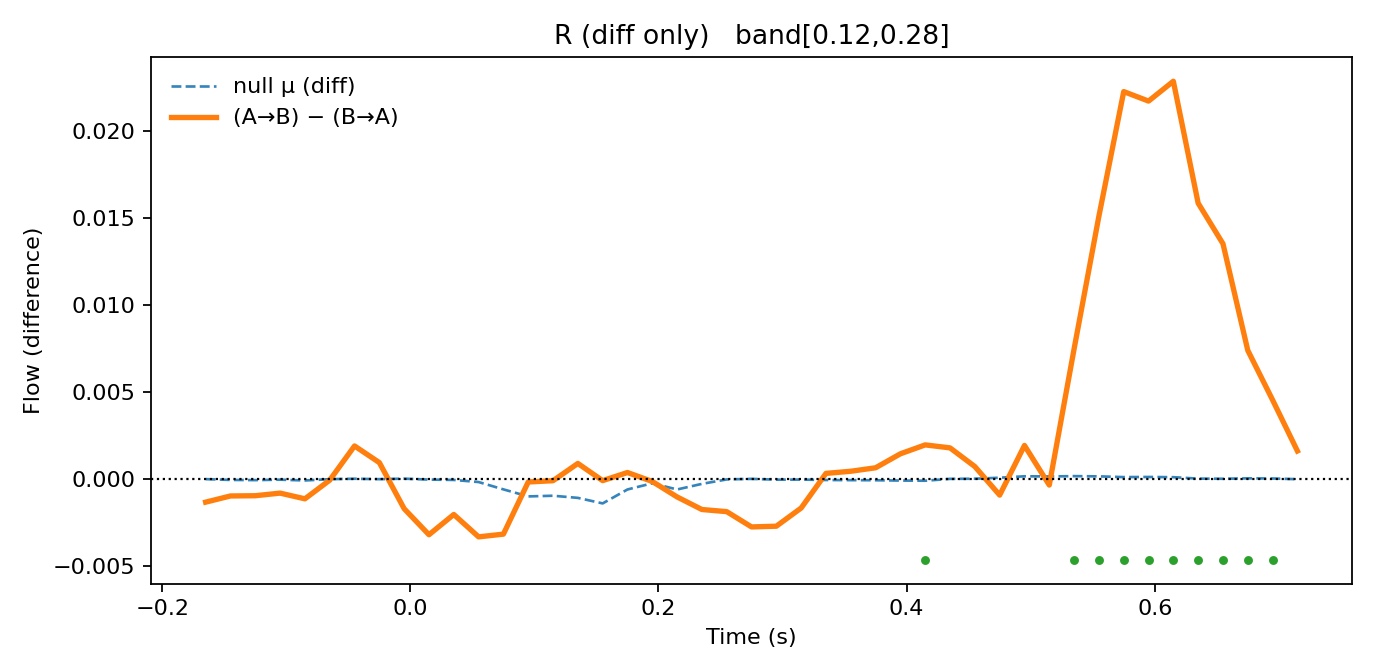 R (diff only)   band[0.12,0.28]
null μ (diff)
(A→B) − (B→A)
Flow (difference)
0.020
0.015
0.010
0.005
0.000
−0.005
−0.2
0.0
0.2
0.4
0.6
Time (s)